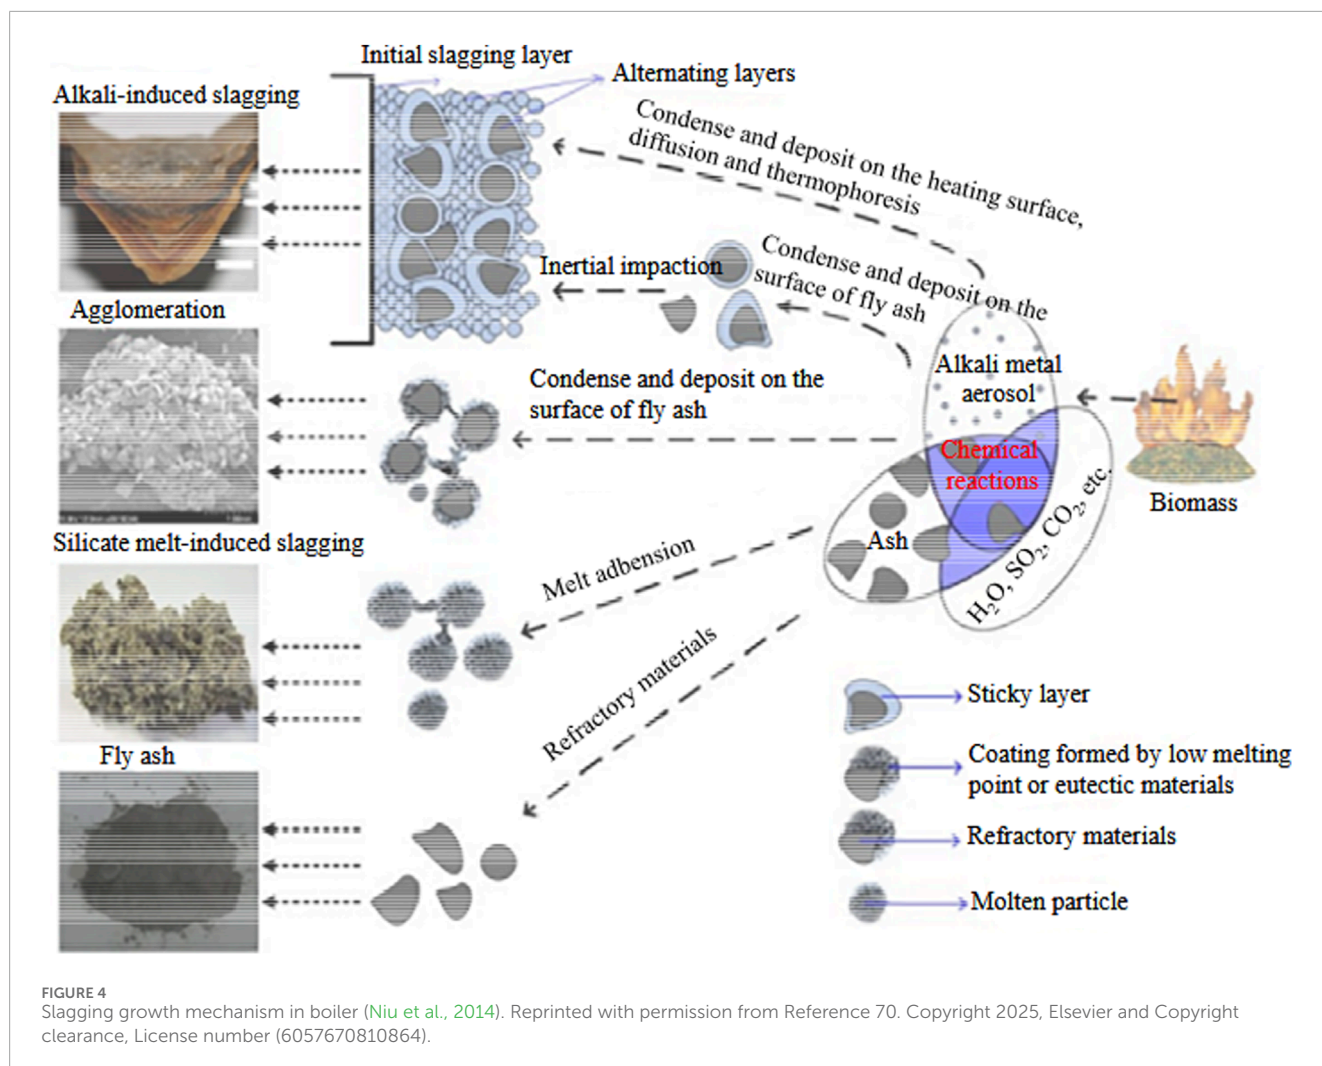 Initial slagging layer
Alternating layers
Alkali-induced slagging
Condense and deposit on the heating surface,
diffusion and thermophoresis
Inertial impaction
Condense and deposit on the
surface of fly ash
Agglomeration
Condense and deposit on the
surface of fly ash
Alkali metal
aerosol
Chemical
reactions
Ash
H₂O, SO₂, CO₂, etc.
Biomass
Silicate melt-induced slagging
Melt adbension
Refractory materials
Fly ash
Sticky layer
Coating formed by low melting
point or eutectic materials
Refractory materials
Molten particle
FIGURE 4
Slagging growth mechanism in boiler (Niu et al., 2014). Reprinted with permission from Reference 70. Copyright 2025, Elsevier and Copyright
clearance, License number (6057670810864).